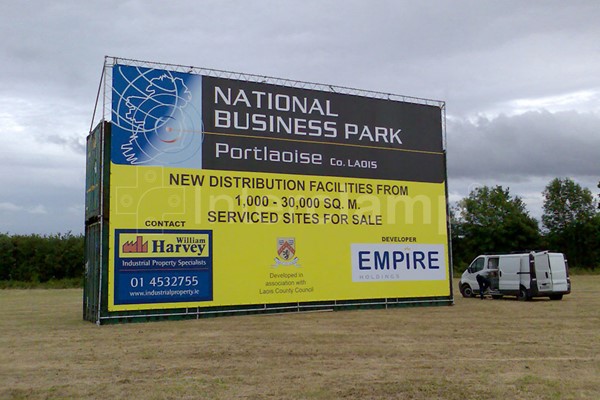 NATIONAL
BUSINESS PARK
Portlaoise Co. LAOIS
NEW DISTRIBUTION FACILITIES FROM
1,000 - 30,000 SQ. M.
SERVICED SITES FOR SALE
CONTACT
William
Harvey
Industrial Property Specialists
01 4532755
www.industrialproperty.ie
Developed in
association with
Laois County Council
DEVELOPER
EMPIRE
HOLDINGS